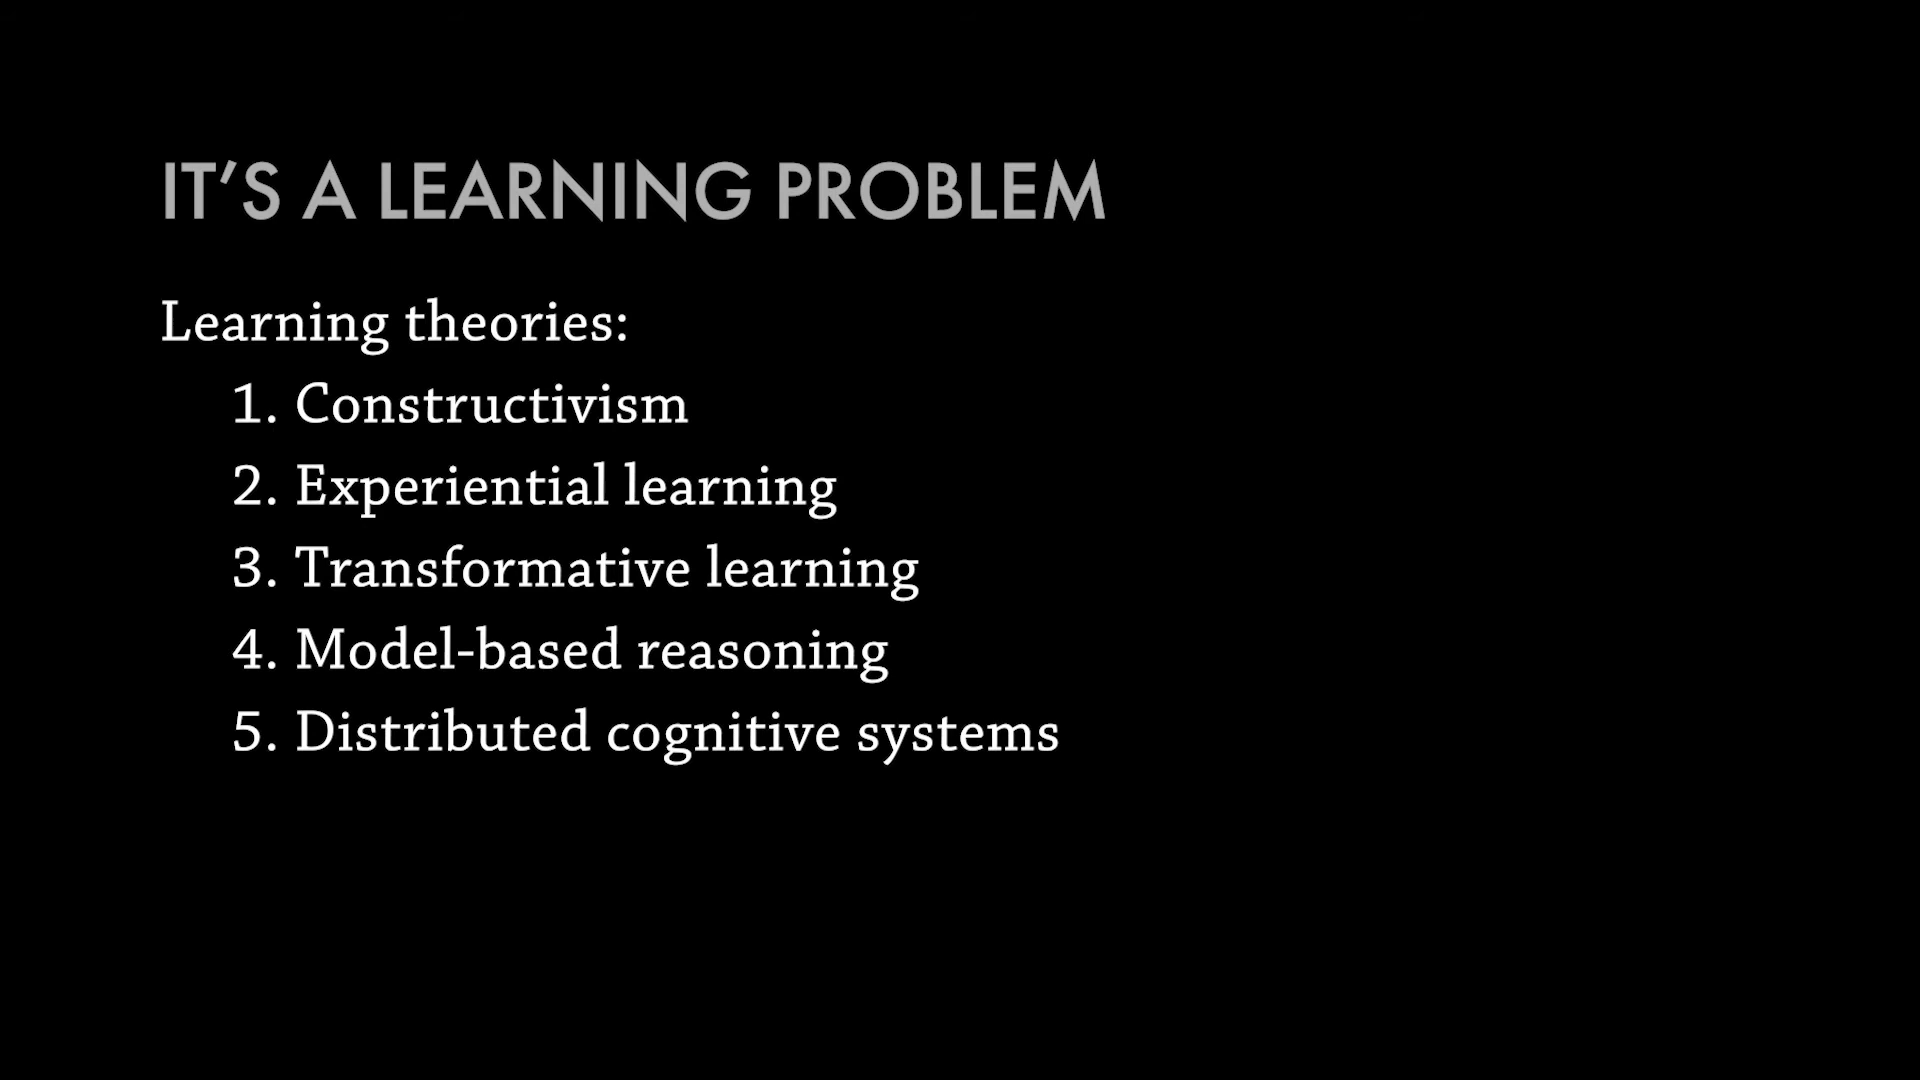 IT’S A LEARNING PROBLEM
Learning theories:
1. Constructivism
2. Experiential learning
3. Transformative learning
4. Model-based reasoning
5. Distributed cognitive systems